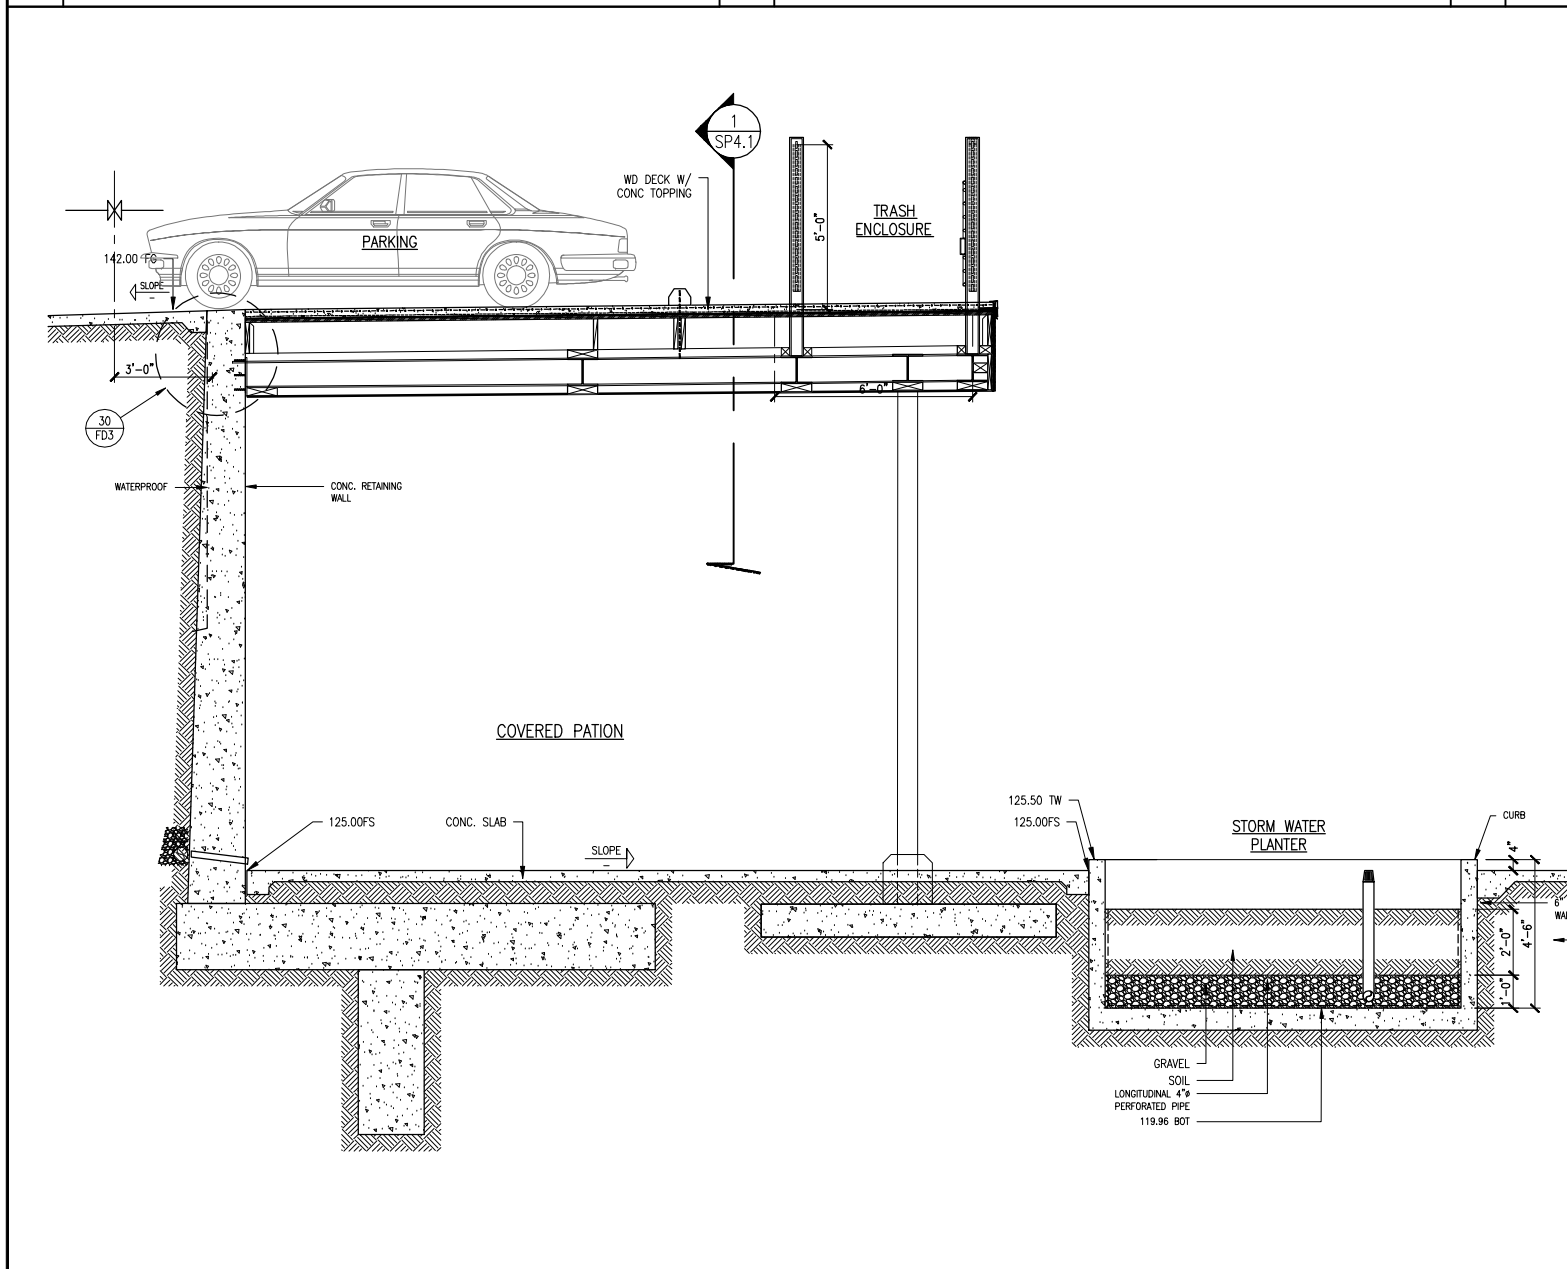 1
SP4.1
WD DECK W/
CONC TOPPING
TRASH
ENCLOSURE
5'-0"
PARKING
142.00 FG
SLOPE
3'-0"
6'-0"
30
FD3
WATERPROOF
CONC. RETAINING
WALL
COVERED PATION
125.00FS
CONC. SLAB
SLOPE
125.50 TW
125.00FS
STORM WATER
PLANTER
CURB
4"
6"
2'-0"
4'-6"
1'-0"
GRAVEL
SOIL
LONGITUDINAL 4"ø
PERFORATED PIPE
119.96 BOT